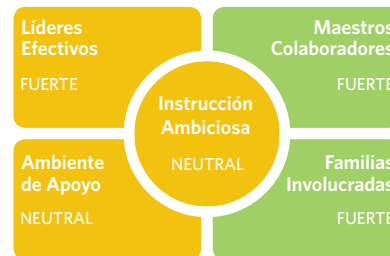 Líderes
Efectivos
FUERTE
Maestros
Colaboradores
FUERTE
Instrucción
Ambiciosa
NEUTRAL
Ambiente
de Apoyo
NEUTRAL
Familias
Involucradas
FUERTE